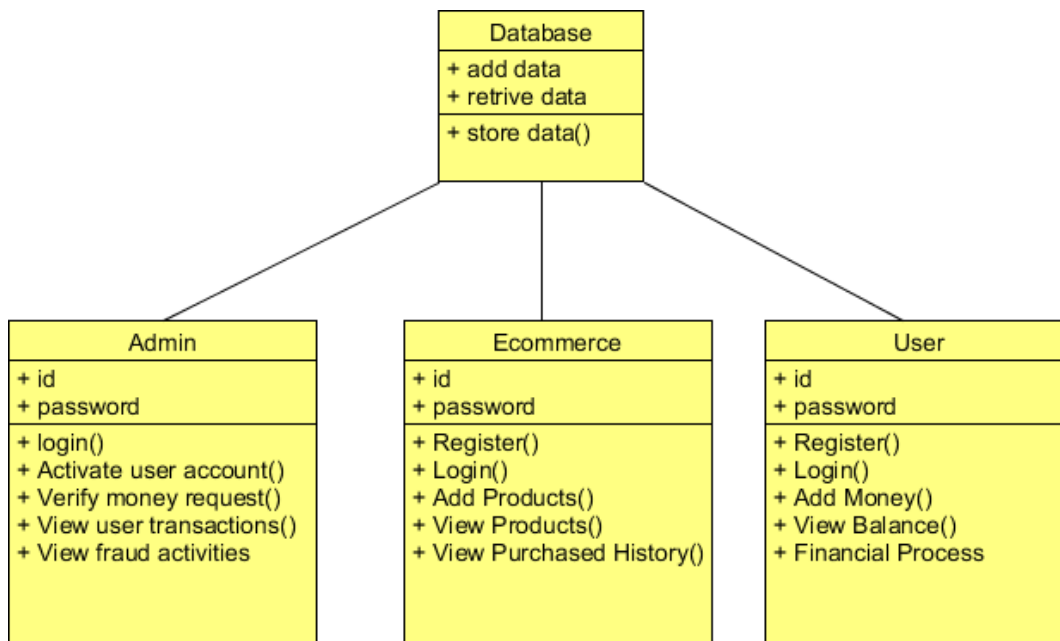 Database
+ add data
+ retrive data
+ store data()
Admin
+ id
+ password
+ login()
+ Activate user account()
+ Verify money request()
+ View user transactions()
+ View fraud activities
Ecommerce
+ id
+ password
+ Register()
+ Login()
+ Add Products()
+ View Products()
+ View Purchased History()
User
+ id
+ password
+ Register()
+ Login()
+ Add Money()
+ View Balance()
+ Financial Process